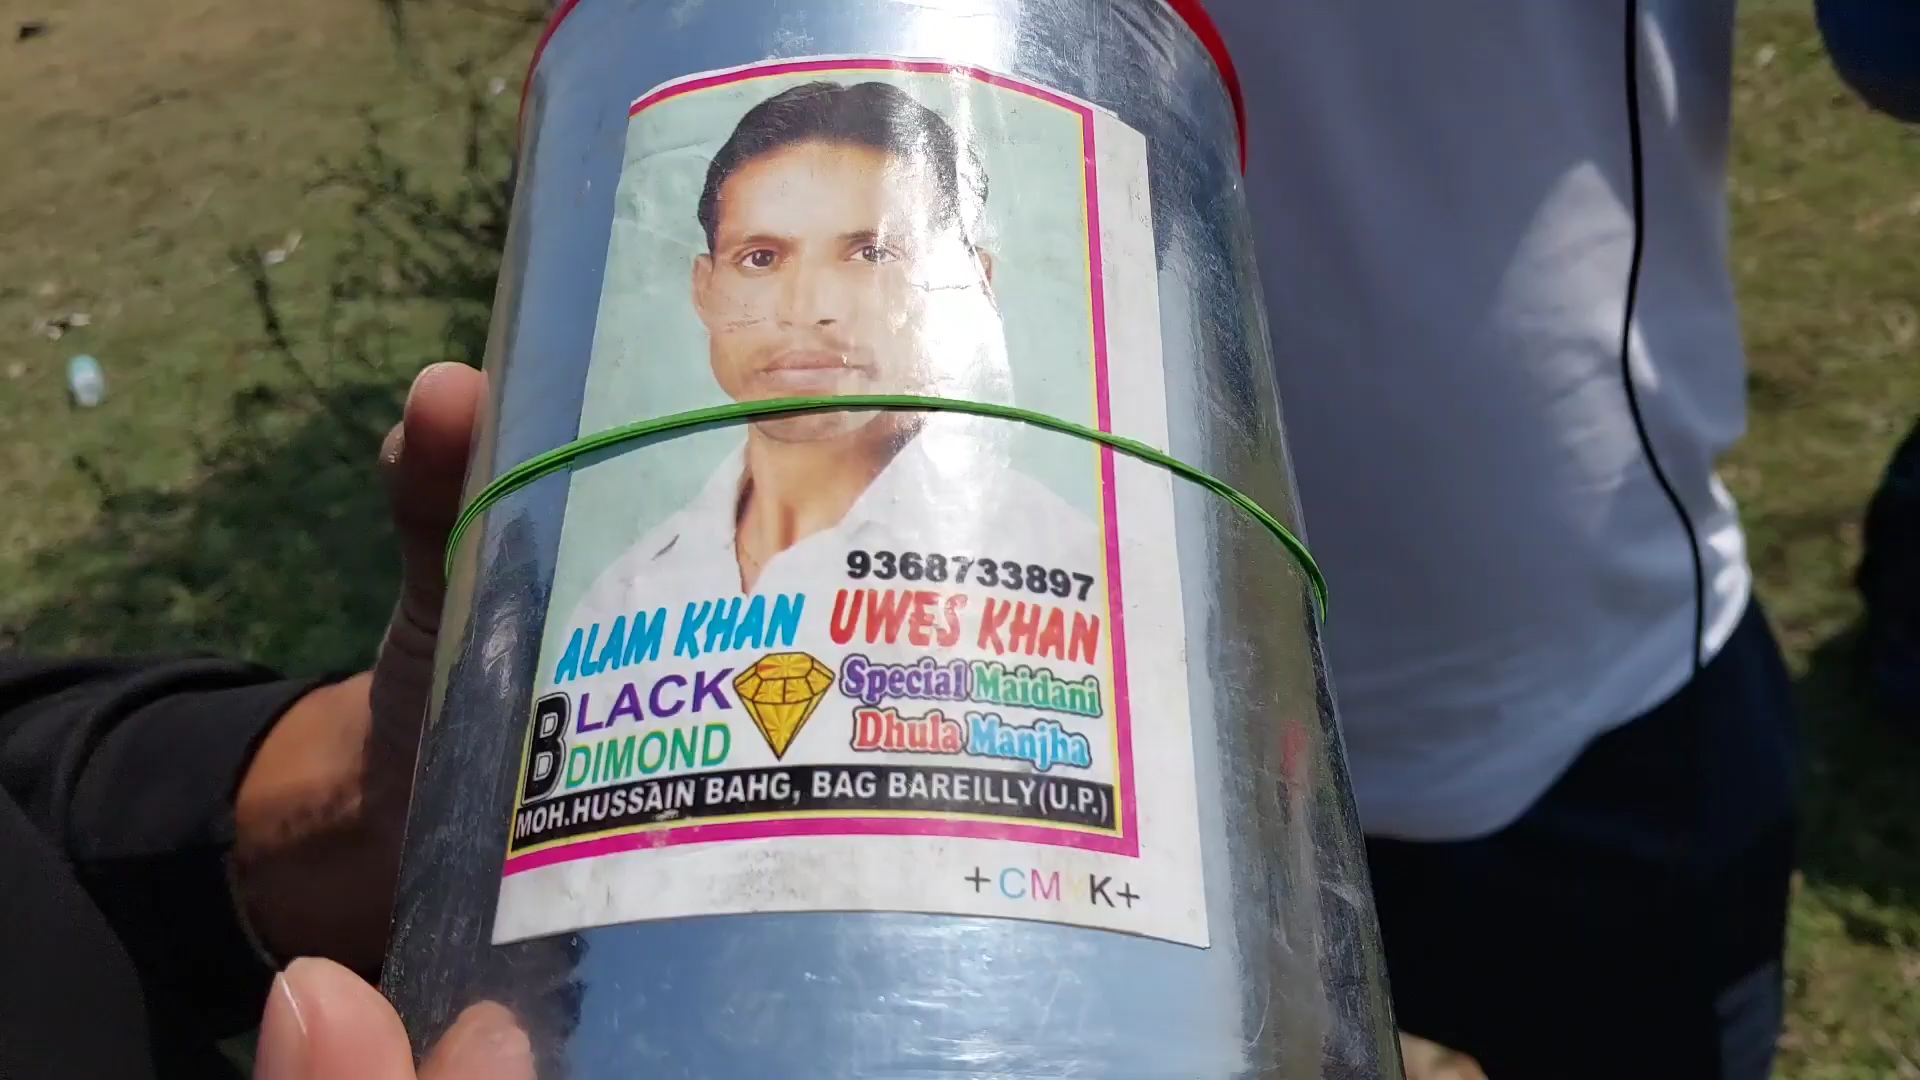 9368733897
ALAM KHAN UWES KHAN
BLACK DIMOND
Special Maidani
Dhula Manjha
MOH.HUSSAIN BAHG, BAG BAREILLY(U.P.)
+CMYK+